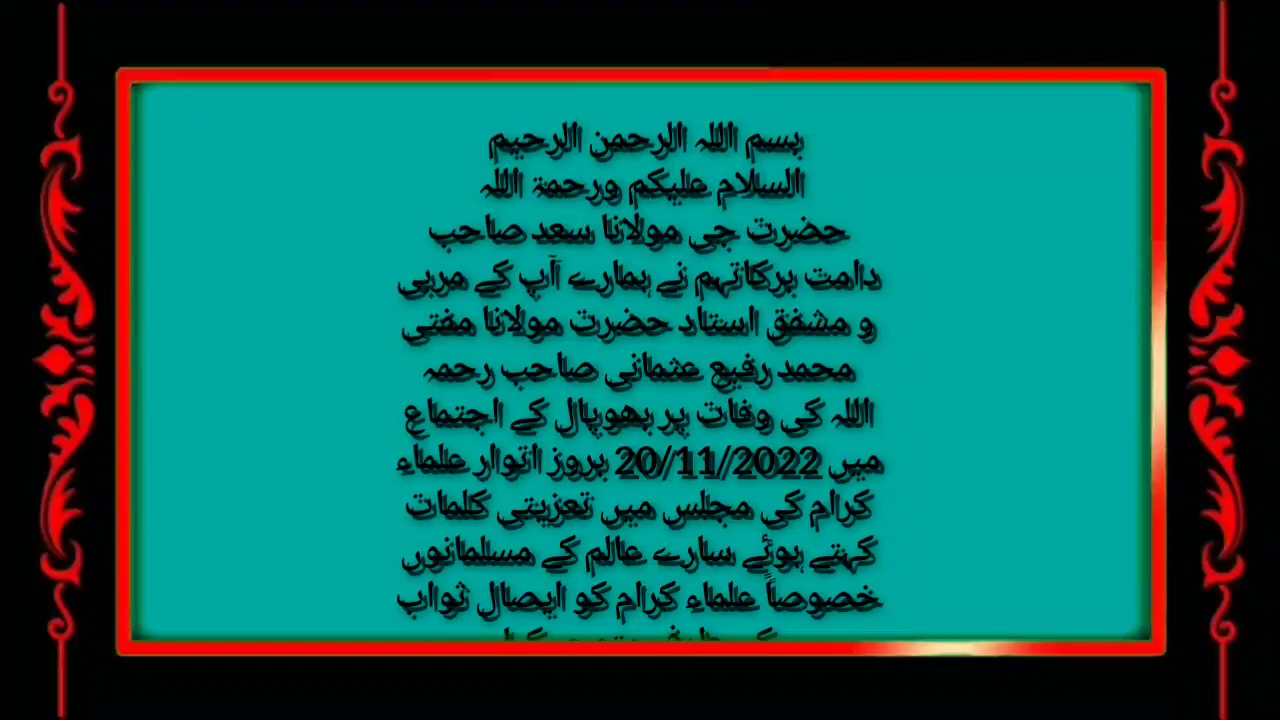 بسم اللہ الرحمن الرحیم
السلام علیکم ورحمۃ اللہ
حضرت جی مولانا سعد صاحب
دامت برکاتہم نے ہمارے آپ کے مربی
و مشفق استاد حضرت مولانا مفتی
محمد رفیع عثمانی صاحب رحمہ
اللہ کی وفات پر بھوپال کے اجتماع
میں 20/11/2022 بروز اتوار علماء
کرام کی مجلس میں تعزیتی کلمات
کہتے ہوئے سارے عالم کے مسلمانوں
خصوصاً علماء کرام کو ایصال ثواب